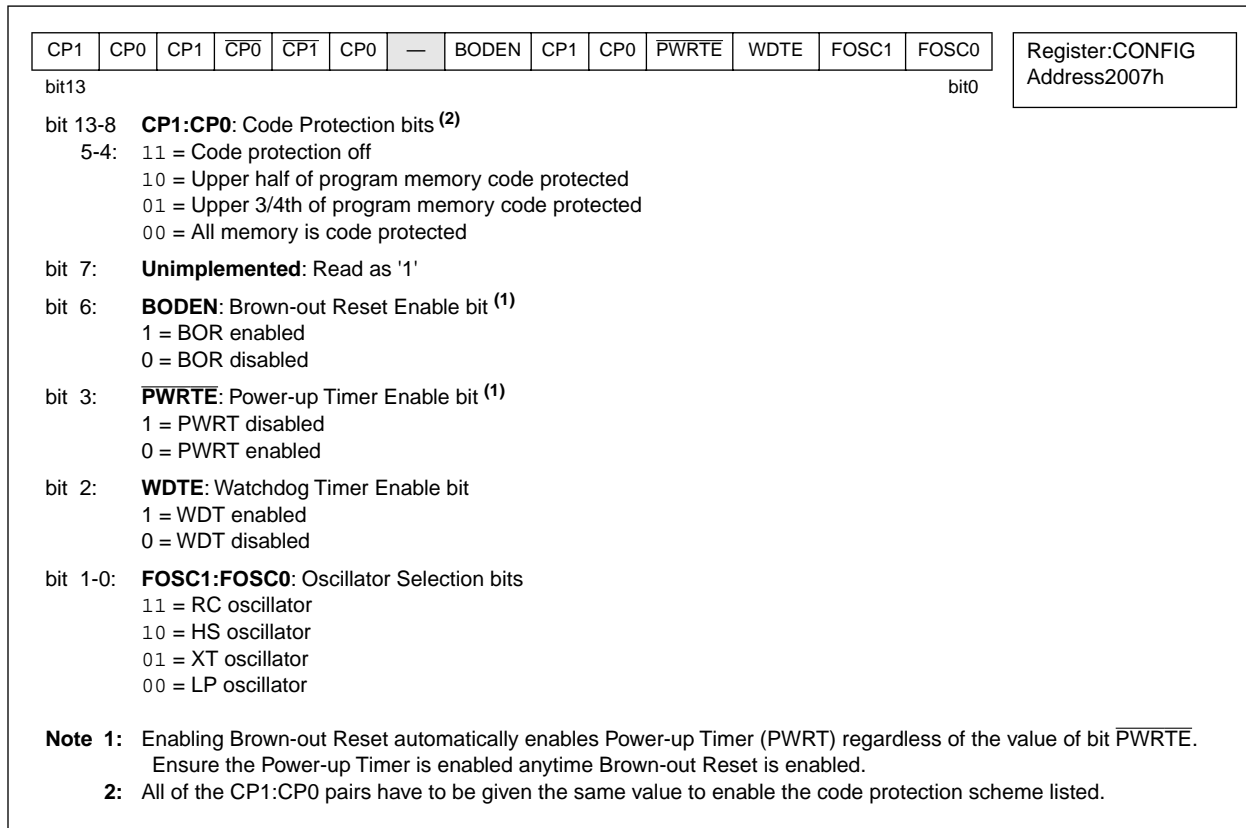 CP1 CP0 CP1 CP0 CP1 CP0 — BODEN CP1 CP0 PWRTE WDTE FOSC1 FOSC0
Register:CONFIG
Address2007h
bit13 bit0
bit 13-8 CP1:CP0: Code Protection bits (2)
5-4: 11 = Code protection off
10 = Upper half of program memory code protected
01 = Upper 3/4th of program memory code protected
00 = All memory is code protected
bit 7: Unimplemented: Read as '1'
bit 6: BODEN: Brown-out Reset Enable bit (1)
1 = BOR enabled
0 = BOR disabled
bit 3: PWRTE: Power-up Timer Enable bit (1)
1 = PWRT disabled
0 = PWRT enabled
bit 2: WDTE: Watchdog Timer Enable bit
1 = WDT enabled
0 = WDT disabled
bit 1-0: FOSC1:FOSC0: Oscillator Selection bits
11 = RC oscillator
10 = HS oscillator
01 = XT oscillator
00 = LP oscillator
Note 1: Enabling Brown-out Reset automatically enables Power-up Timer (PWRT) regardless of the value of bit PWRTE.
Ensure the Power-up Timer is enabled anytime Brown-out Reset is enabled.
2: All of the CP1:CP0 pairs have to be given the same value to enable the code protection scheme listed.